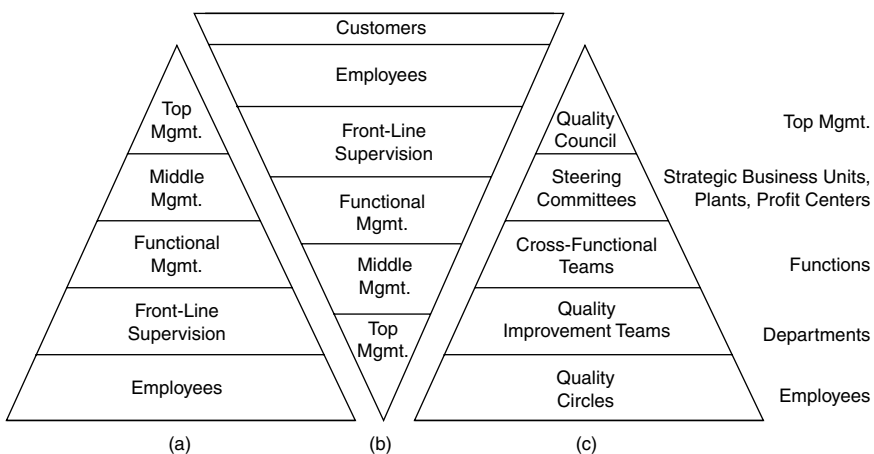 Top
Mgmt.
Middle
Mgmt.
Functional
Mgmt.
Front-Line
Supervision
Employees
(a)
Customers
Employees
Front-Line
Supervision
Functional
Mgmt.
Middle
Mgmt.
Top
Mgmt.
(b)
Quality
Council
Steering
Committees
Cross-Functional
Teams
Quality
Improvement Teams
Quality
Circles
(c)
Top Mgmt.
Strategic Business Units,
Plants, Profit Centers
Functions
Departments
Employees